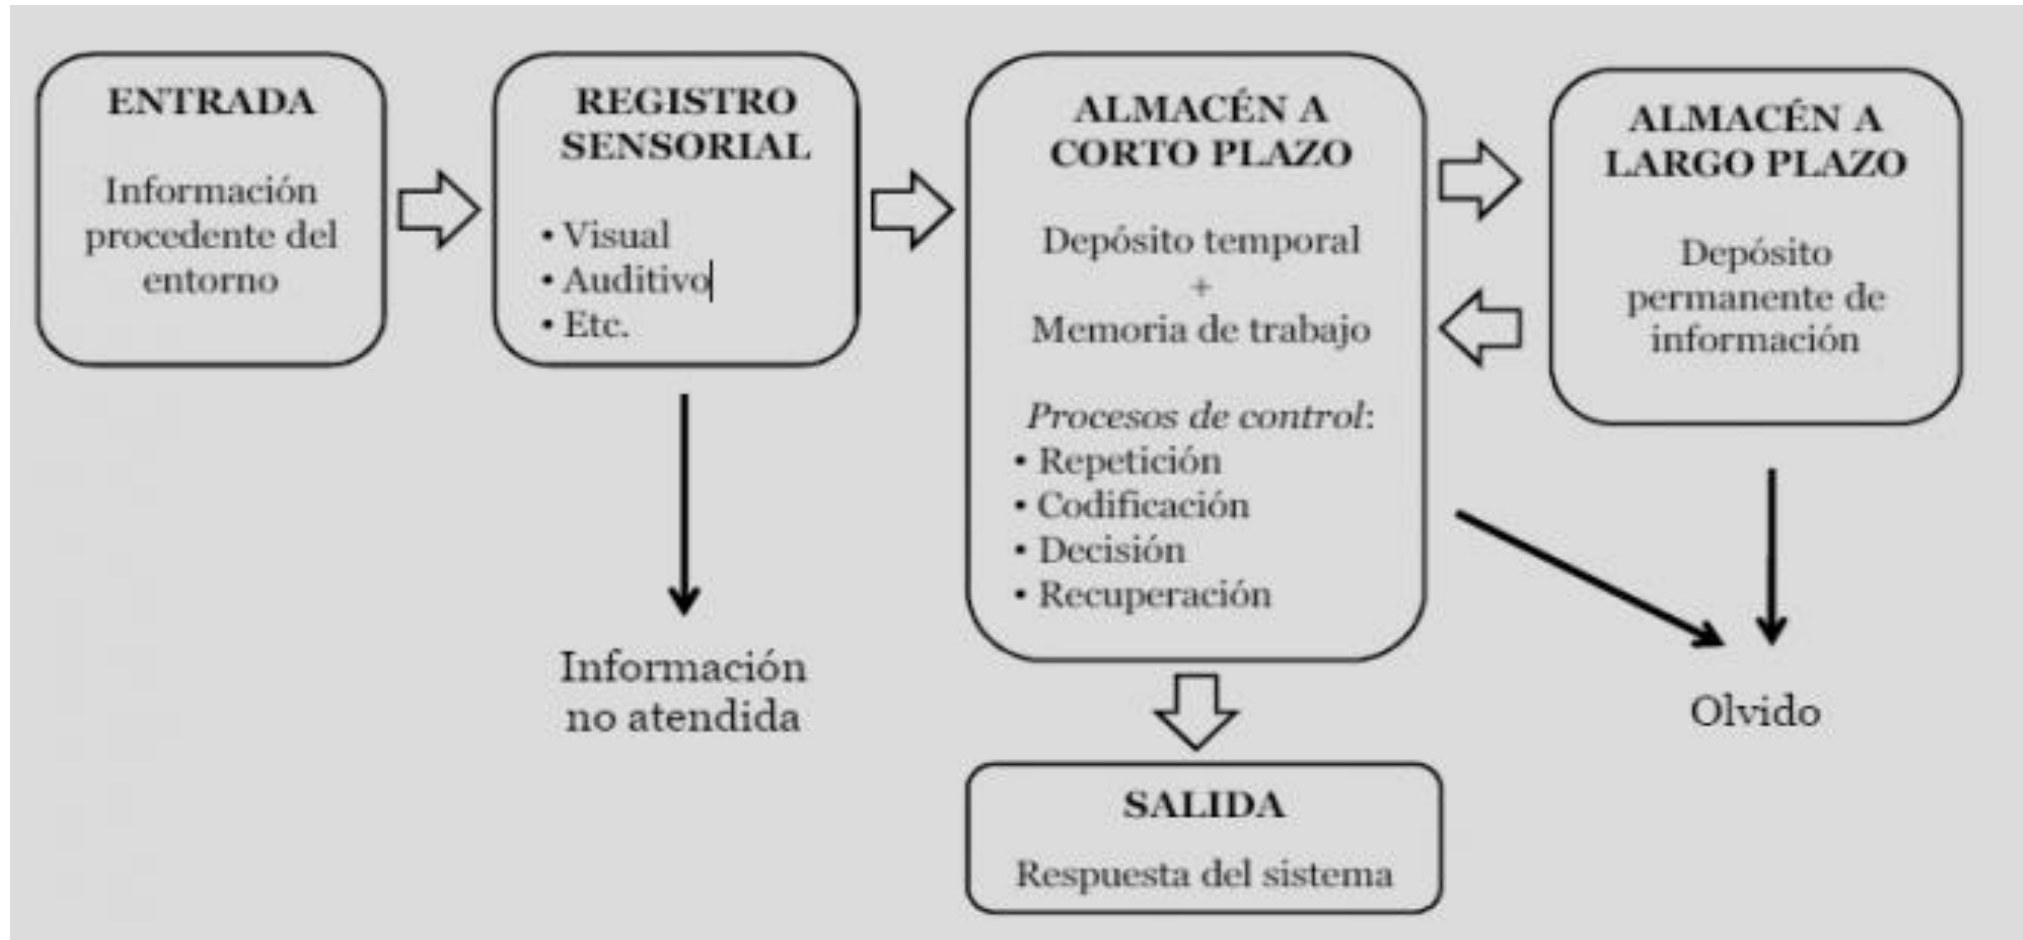 ENTRADA
Información
procedente del
entorno
REGISTRO
SENSORIAL
• Visual
• Auditivo
• Etc.
Información
no atendida
ALMACÉN A
CORTO PLAZO
Depósito temporal
+
Memoria de trabajo
Procesos de control:
• Repetición
• Codificación
• Decisión
• Recuperación
ALMACÉN A
LARGO PLAZO
Depósito
permanente de
información
Olvido
SALIDA
Respuesta del sistema